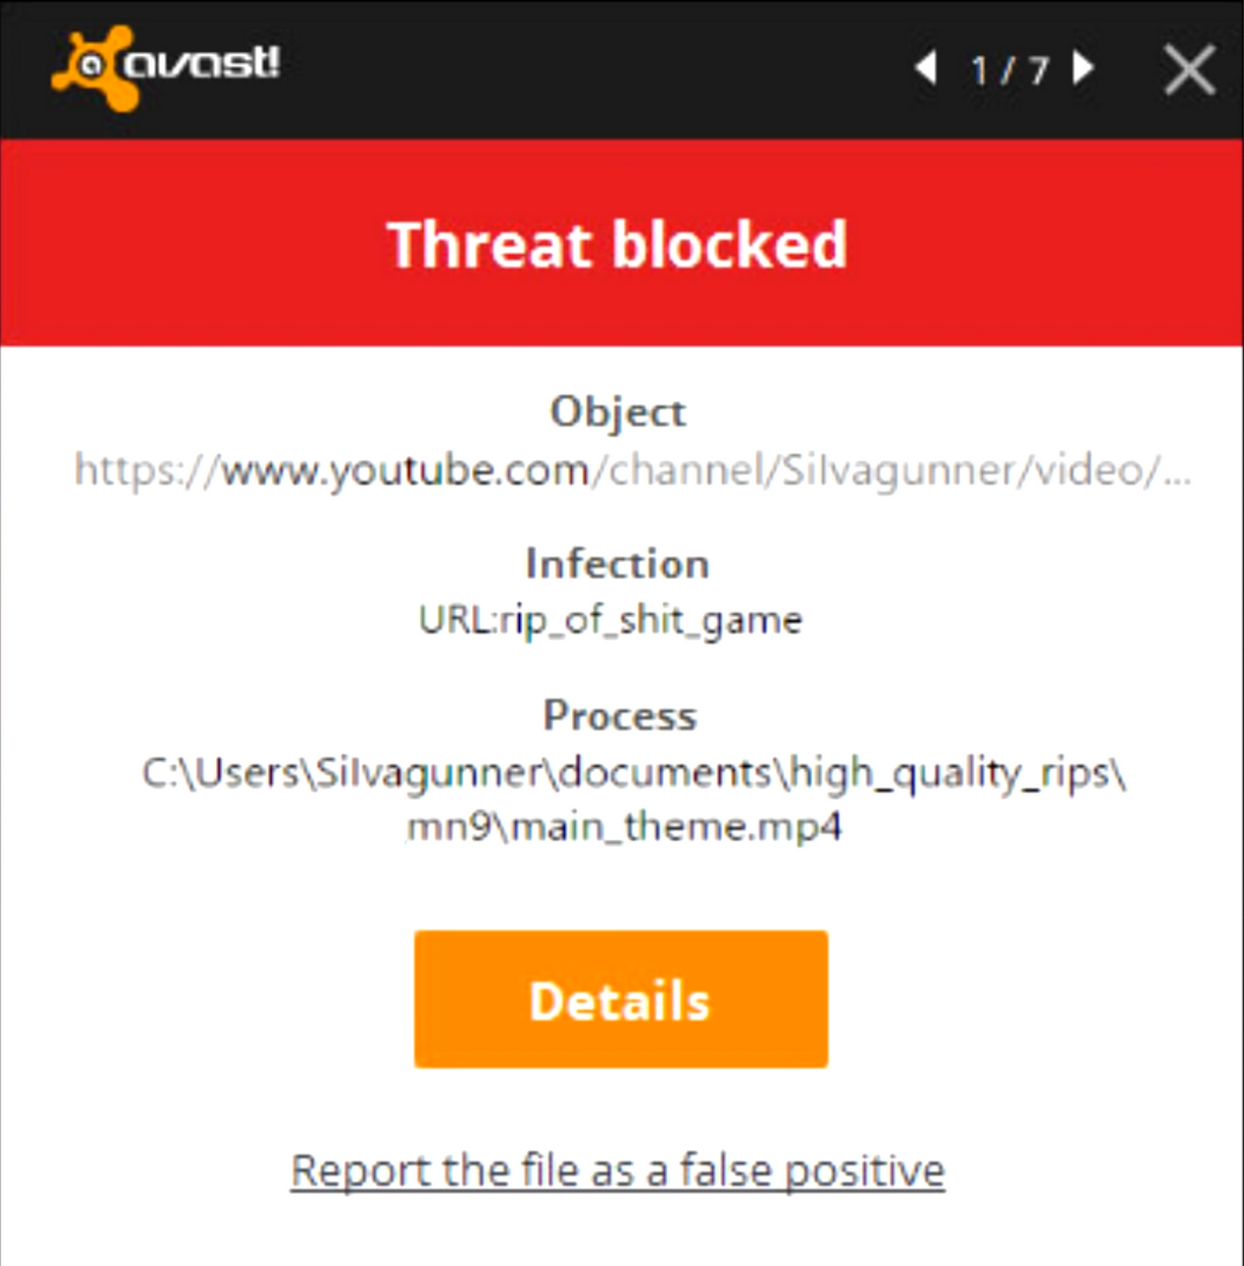 avast!
1 / 7
Threat blocked
Object
https://www.youtube.com/channel/Silvagunner/video/...
Infection
URL:rip_of_shit_game
Process
C:\Users\Silvagunner\documents\high_quality_rips\
mn9\main_theme.mp4
Details
Report the file as a false positive